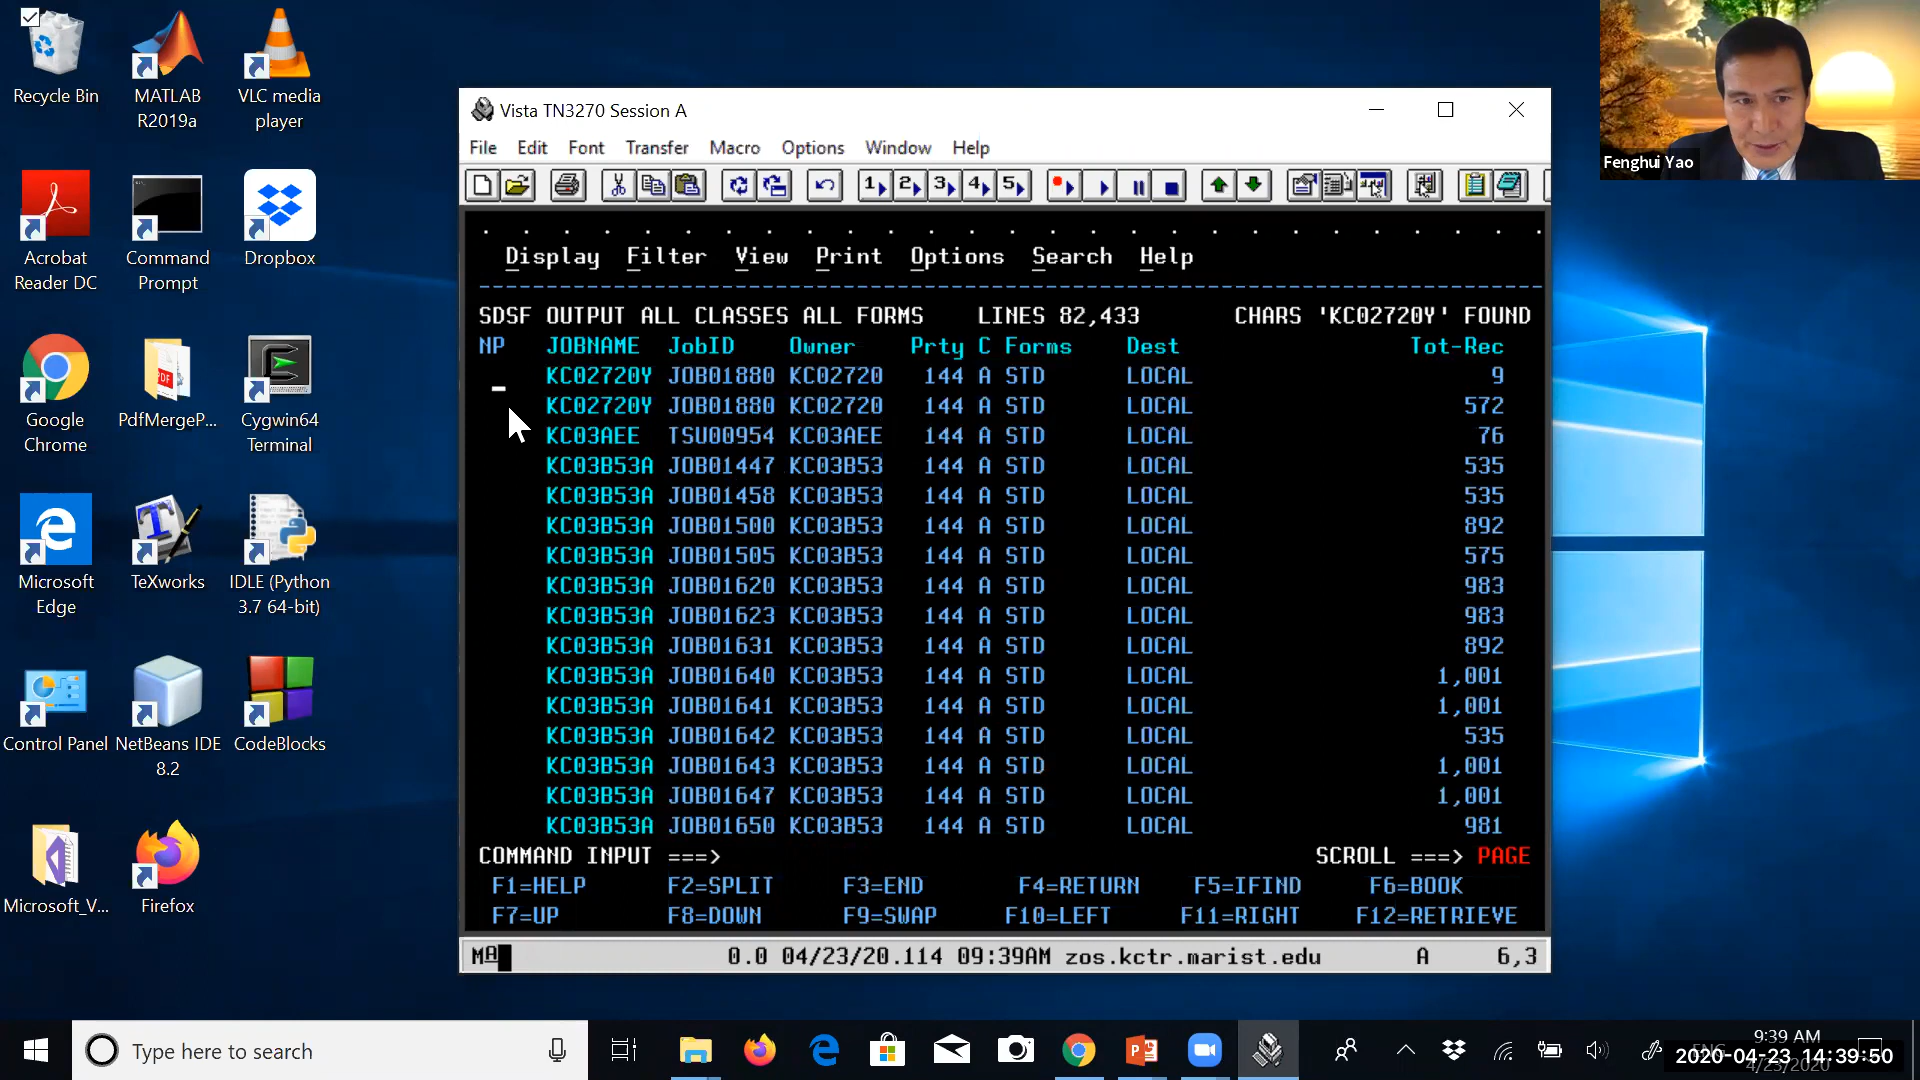 Recycle Bin
MATLAB R2019a
VLC media player
Acrobat Reader DC
Command Prompt
Dropbox
Google Chrome
PdfMergeP...
Cygwin64 Terminal
Microsoft Edge
TeXworks
IDLE (Python 3.7 64-bit)
Control Panel
NetBeans IDE 8.2
CodeBlocks
Microsoft_V...
Firefox
Vista TN3270 Session A
File Edit Font Transfer Macro Options Window Help
1 2 3 4 5
Display Filter View Print Options Search Help
SDSF OUTPUT ALL CLASSES ALL FORMS LINES 82,433 CHARS 'KC02720Y' FOUND
NP JOBNAME JobID Owner Prty C Forms Dest Tot-Rec
KC02720Y JOB01880 KC02720 144 A STD LOCAL 9
KC02720Y JOB01880 KC02720 144 A STD LOCAL 572
KC03AEE TSU00954 KC03AEE 144 A STD LOCAL 76
KC03B53A JOB01447 KC03B53 144 A STD LOCAL 535
KC03B53A JOB01458 KC03B53 144 A STD LOCAL 535
KC03B53A JOB01500 KC03B53 144 A STD LOCAL 892
KC03B53A JOB01505 KC03B53 144 A STD LOCAL 575
KC03B53A JOB01620 KC03B53 144 A STD LOCAL 983
KC03B53A JOB01623 KC03B53 144 A STD LOCAL 983
KC03B53A JOB01631 KC03B53 144 A STD LOCAL 892
KC03B53A JOB01640 KC03B53 144 A STD LOCAL 1,001
KC03B53A JOB01641 KC03B53 144 A STD LOCAL 1,001
KC03B53A JOB01642 KC03B53 144 A STD LOCAL 535
KC03B53A JOB01643 KC03B53 144 A STD LOCAL 1,001
KC03B53A JOB01647 KC03B53 144 A STD LOCAL 1,001
KC03B53A JOB01650 KC03B53 144 A STD LOCAL 981
COMMAND INPUT ===> SCROLL ===> PAGE
F1=HELP F2=SPLIT F3=END F4=RETURN F5=IFIND F6=BOOK
F7=UP F8=DOWN F9=SWAP F10=LEFT F11=RIGHT F12=RETRIEVE
MA 0.0 04/23/20.114 09:39AM zos.kctr.marist.edu A 6,3
Fenghui Yao
Type here to search
9:39 AM
2020-04-23 14:39:50
4/23/2020